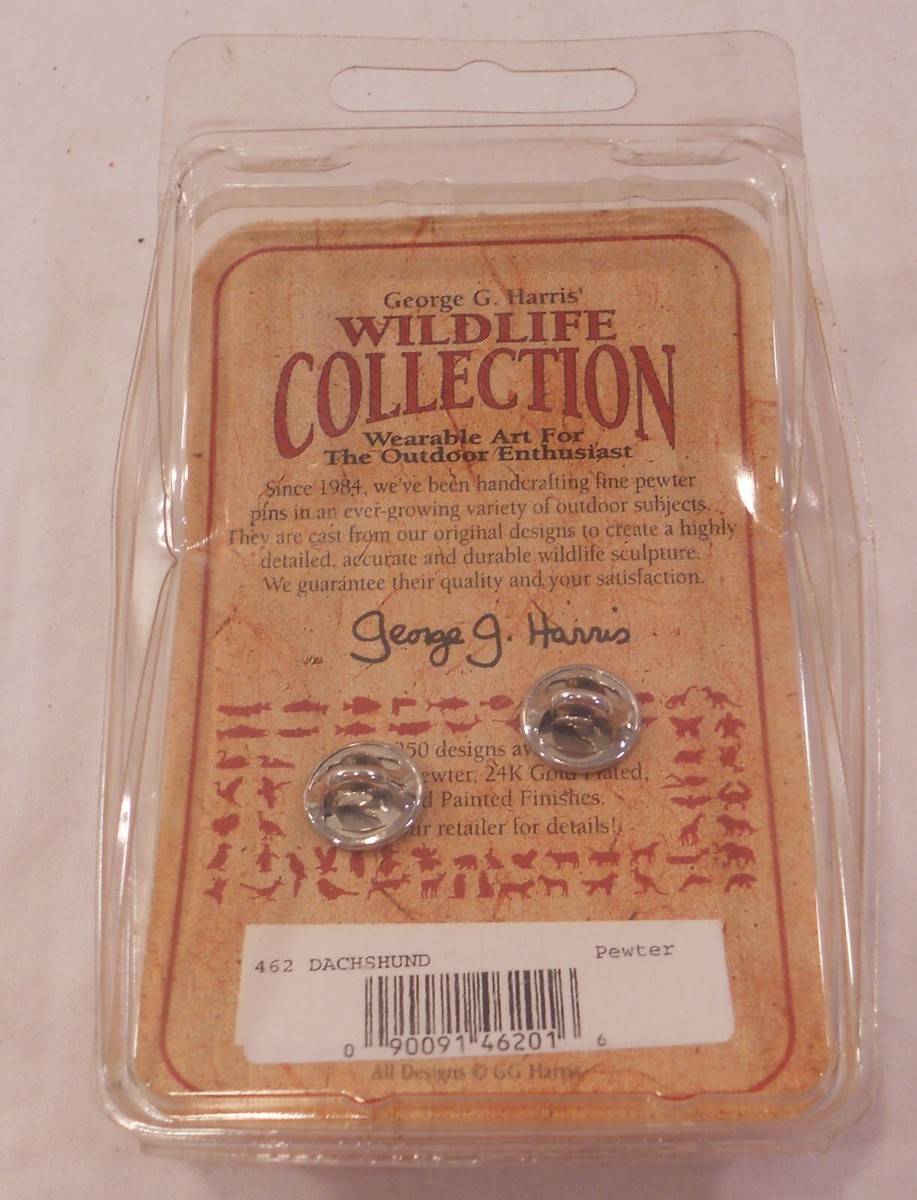 George G. Harris'
WILDLIFE
COLLECTION
Wearable Art For
The Outdoor Enthusiast
Since 1984, we've been handcrafting fine pewter
pins in an ever-growing variety of outdoor subjects.
They are cast from our original designs to create a highly
detailed, accurate and durable wildlife sculpture.
We guarantee their quality and your satisfaction.
George G. Harris
350 designs
24K Gold Plated,
Painted Finishes.
retailer for details!
462 DACHSHUND Pewter
0 90091 46201 6
All Designs © GG Harris